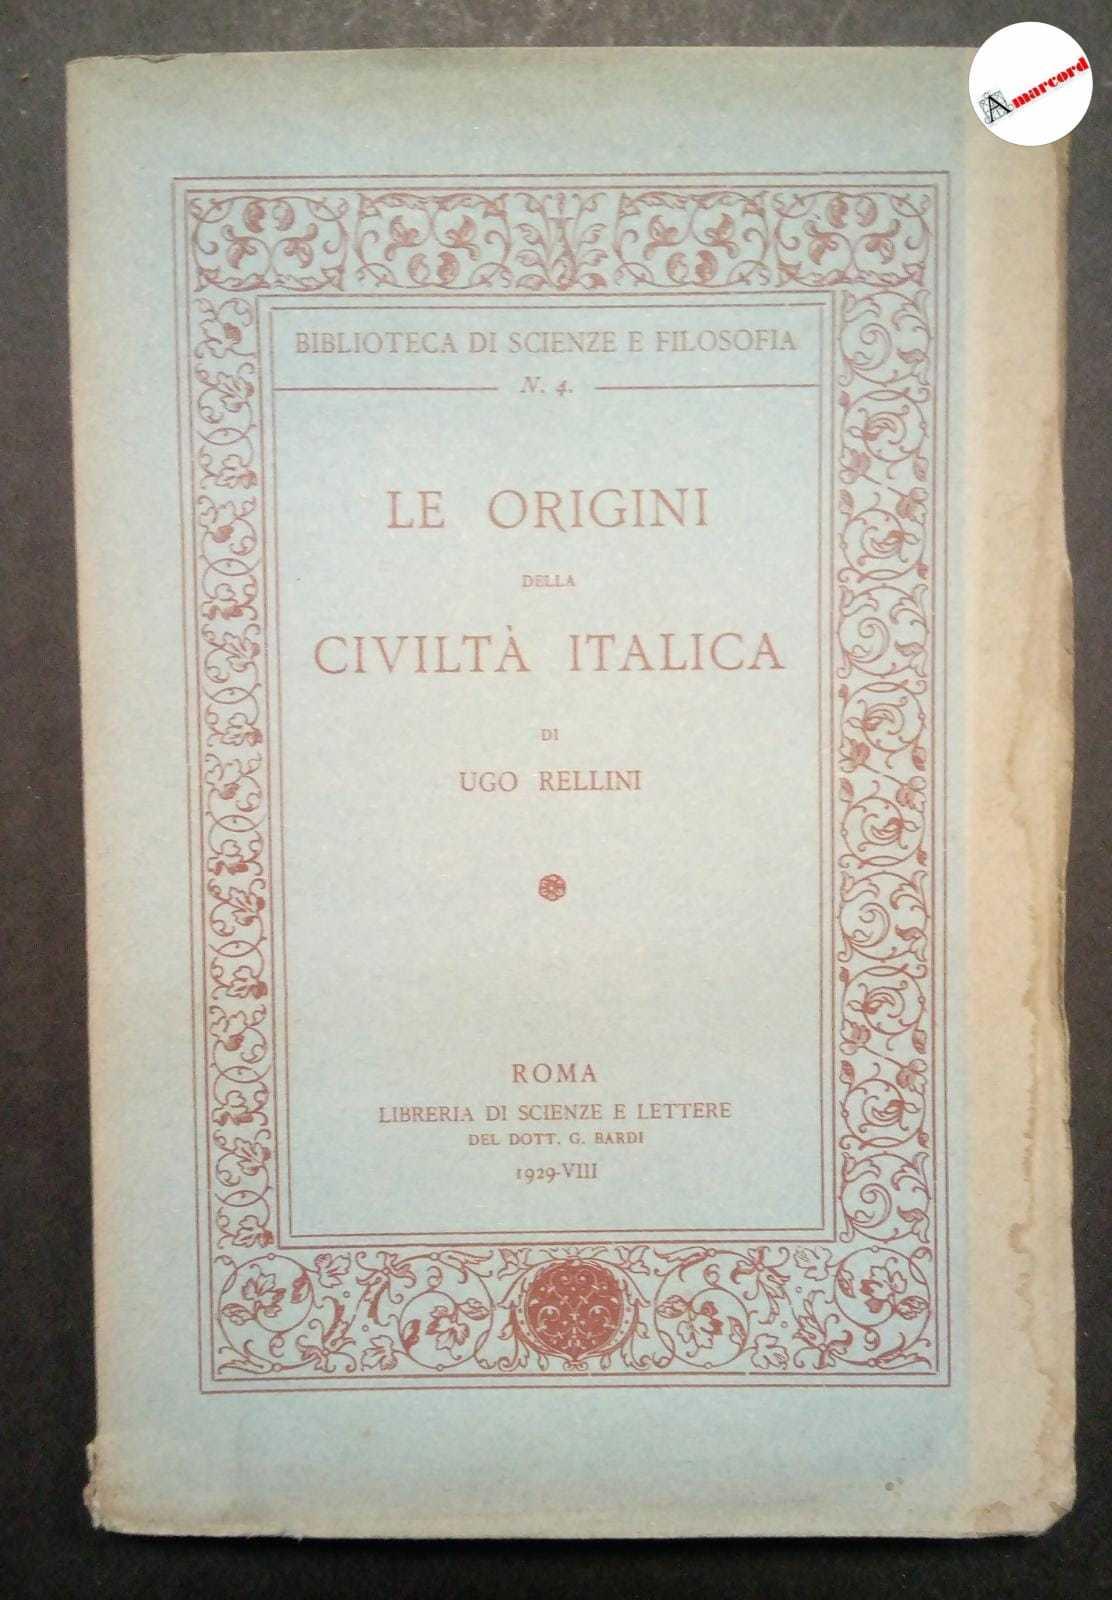 Amarcord
BIBLIOTECA DI SCIENZE E FILOSOFIA
N. 4.
LE ORIGINI
DELLA
CIVILTÀ ITALICA
DI
UGO RELLINI
ROMA
LIBRERIA DI SCIENZE E LETTERE
DEL DOTT. G. BARDI
1929-VIII